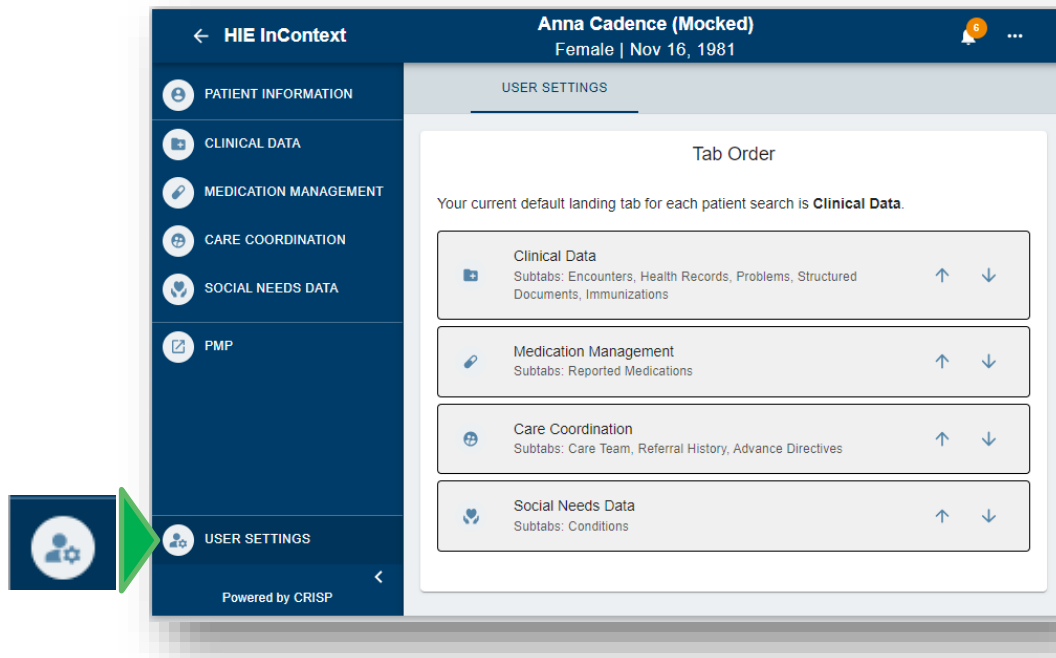 HIE InContext
Anna Cadence (Mocked)
Female | Nov 16, 1981
6
PATIENT INFORMATION
CLINICAL DATA
MEDICATION MANAGEMENT
CARE COORDINATION
SOCIAL NEEDS DATA
PMP
USER SETTINGS
Powered by CRISP
USER SETTINGS
Tab Order
Your current default landing tab for each patient search is Clinical Data.
Clinical Data
Subtabs: Encounters, Health Records, Problems, Structured
Documents, Immunizations
Medication Management
Subtabs: Reported Medications
Care Coordination
Subtabs: Care Team, Referral History, Advance Directives
Social Needs Data
Subtabs: Conditions